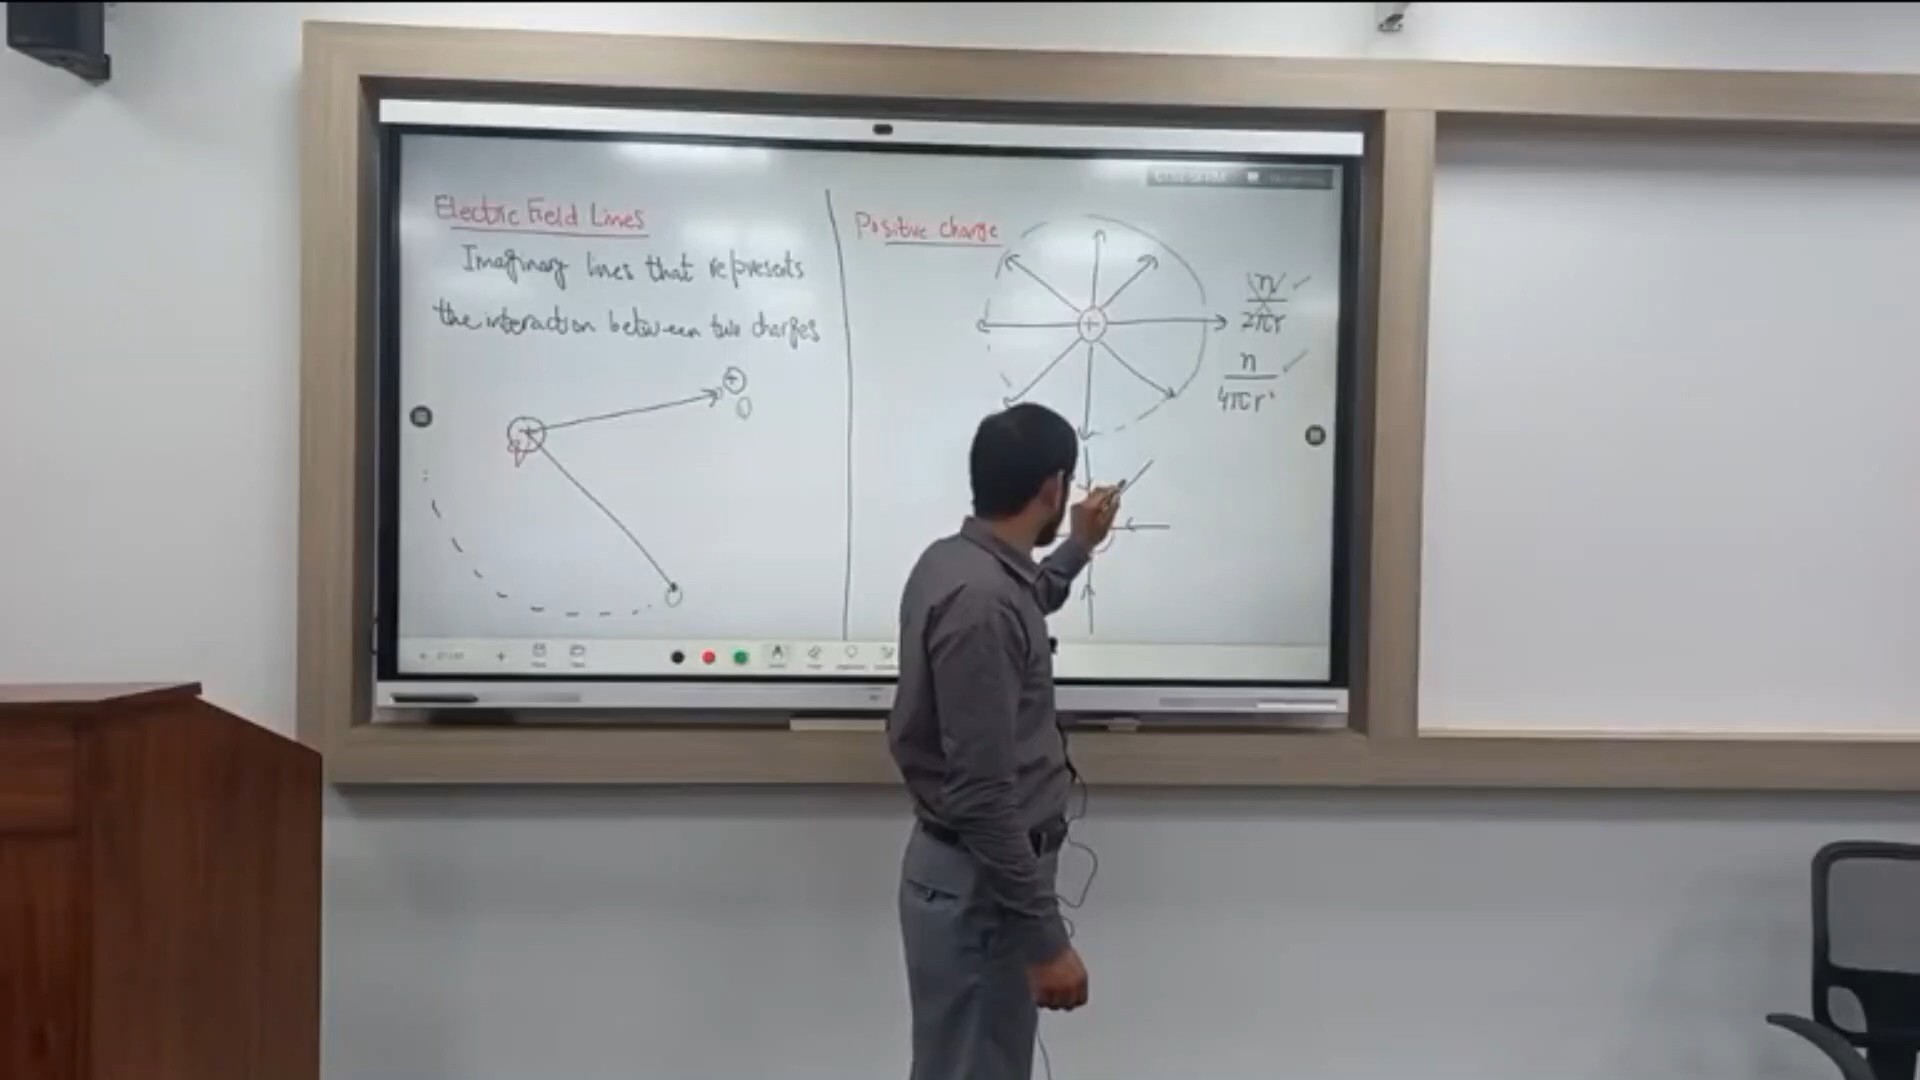 Electric Field Lines
Imaginary lines that represents
the interaction between two charges
+
+
Positive charge
+
n
2πr
n
4πr²